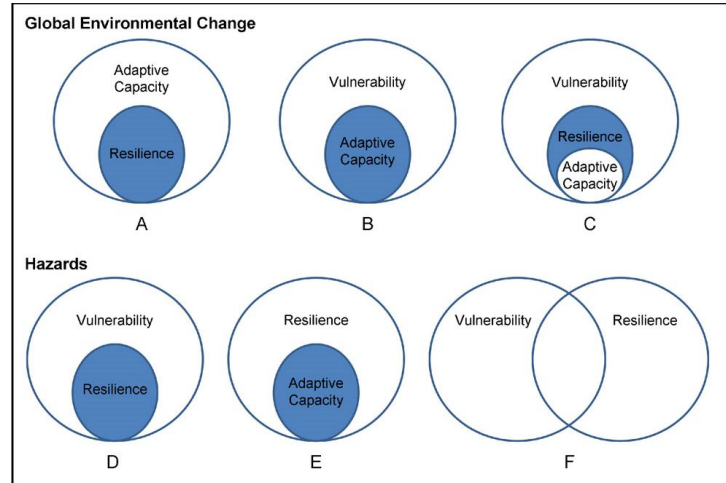 Global Environmental Change
Adaptive
Capacity
Resilience
A
Vulnerability
Adaptive
Capacity
B
Vulnerability
Resilience
Adaptive
Capacity
C
Hazards
Vulnerability
Resilience
D
Resilience
Adaptive
Capacity
E
Vulnerability
Resilience
F